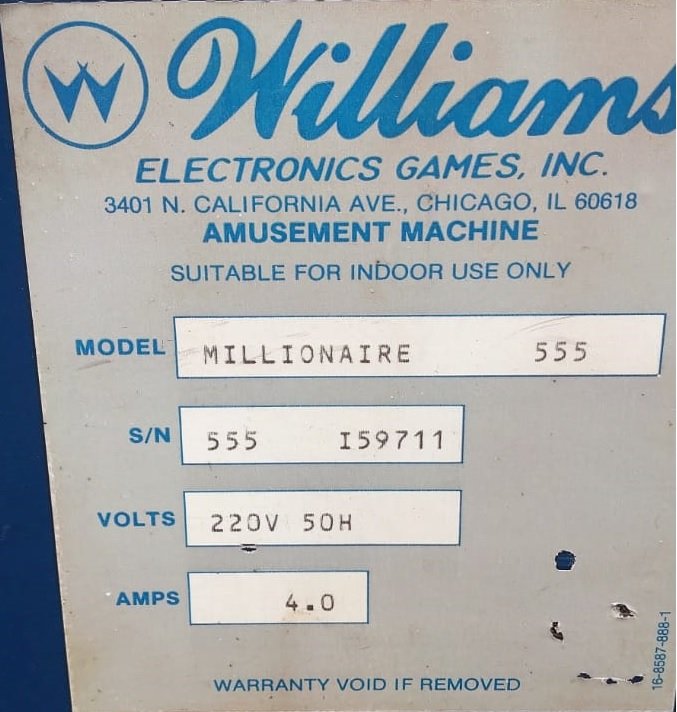 W Williams
ELECTRONICS GAMES, INC.
3401 N. CALIFORNIA AVE., CHICAGO, IL 60618
AMUSEMENT MACHINE
SUITABLE FOR INDOOR USE ONLY
MODEL MILLIONAIRE 555
S/N 555 I59711
VOLTS 220V 50H
AMPS 4.0
WARRANTY VOID IF REMOVED
16-8587-888-1